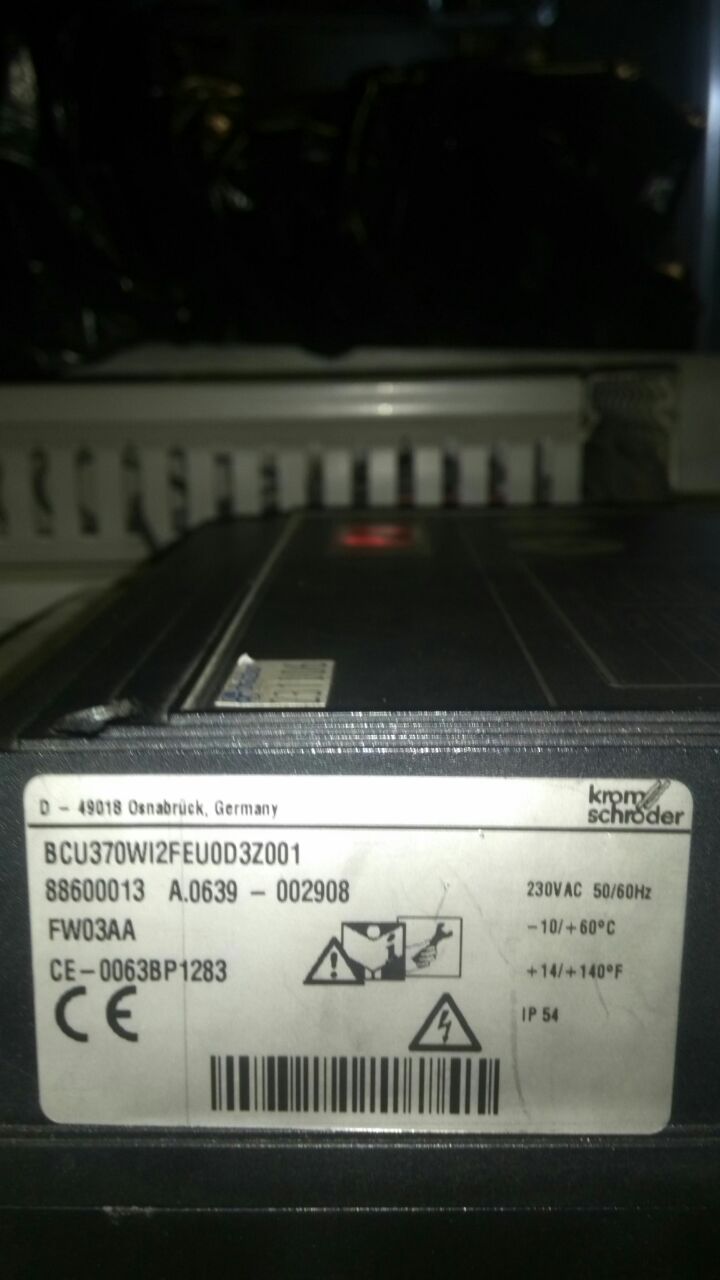 D - 49018 Osnabrück, Germany
krom
schröder
BCU370WI2FEU0D3Z001
88600013 A.0639 - 002908
230VAC 50/60Hz
FW03AA
-10/+60°C
CE-0063BP1283
+14/+140°F
CE
IP 54